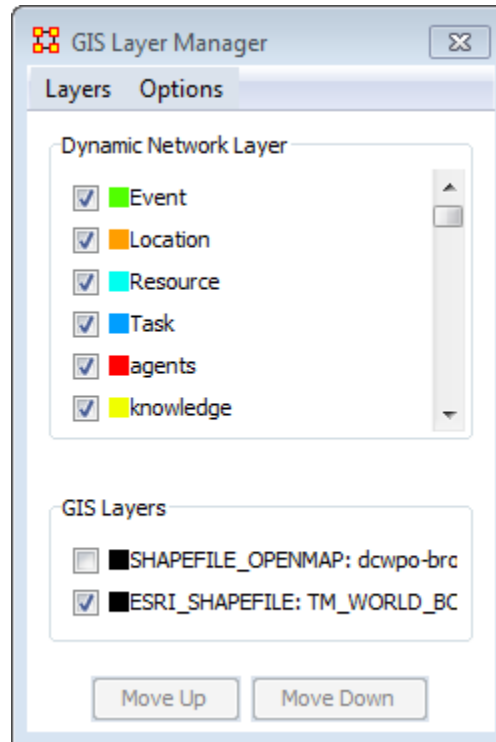 GIS Layer Manager
Layers Options
Dynamic Network Layer
Event
Location
Resource
Task
agents
knowledge
GIS Layers
SHAPEFILE_OPENMAP: dcwpo-bro
ESRI_SHAPEFILE: TM_WORLD_BO
Move Up Move Down